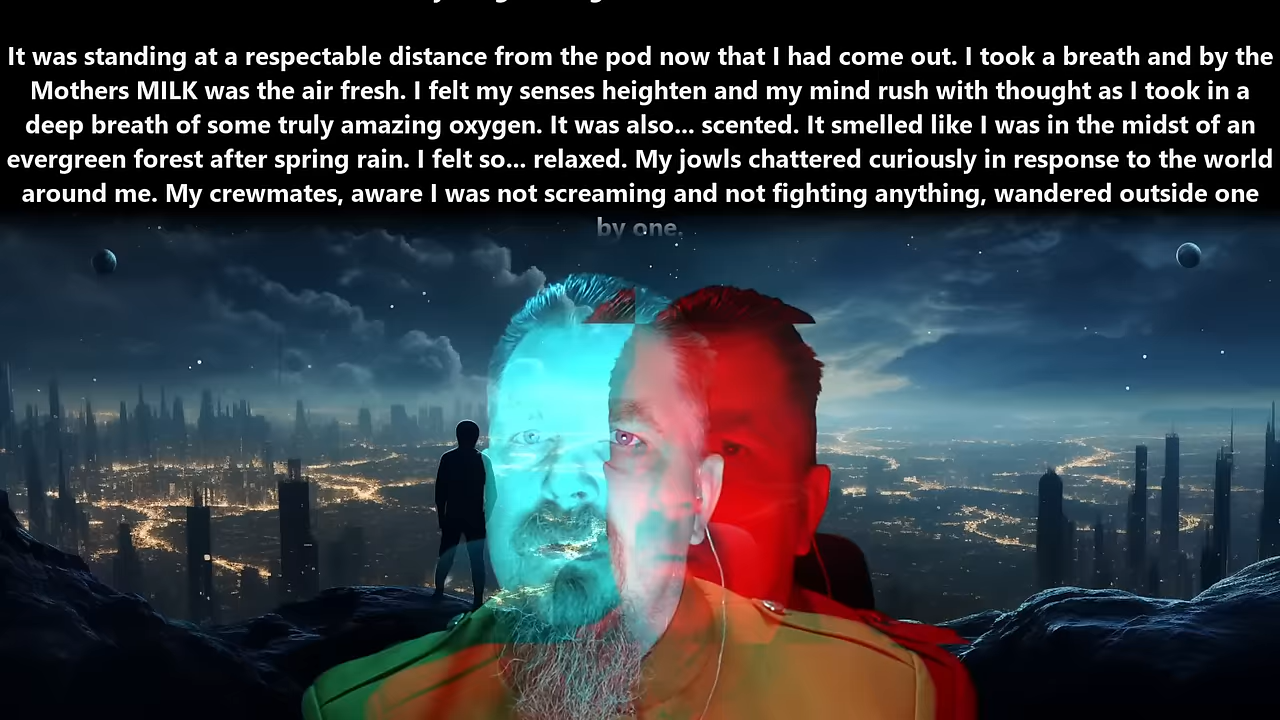 It was standing at a respectable distance from the pod now that I had come out. I took a breath and by the
Mothers MILK was the air fresh. I felt my senses heighten and my mind rush with thought as I took in a
deep breath of some truly amazing oxygen. It was also... scented. It smelled like I was in the midst of an
evergreen forest after spring rain. I felt so... relaxed. My jowls chattered curiously in response to the world
around me. My crewmates, aware I was not screaming and not fighting anything, wandered outside one
by one.